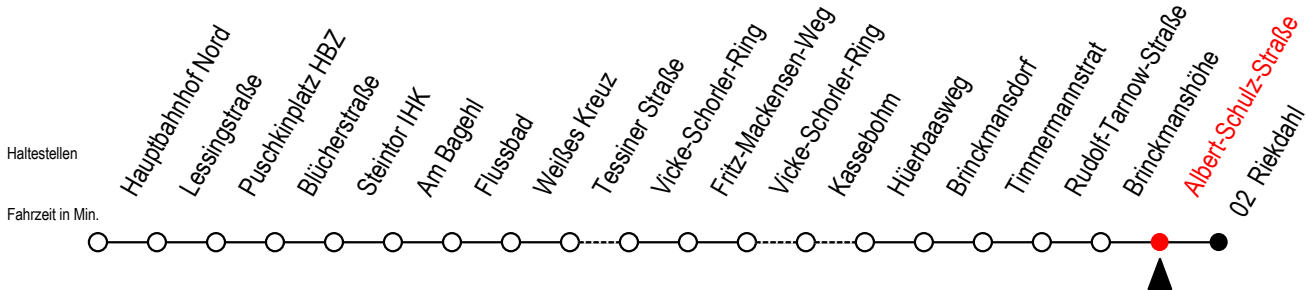 Haltestellen
Hauptbahnhof Nord
Lessingstraße
Puschkinplatz HBZ
Blücherstraße
Steintor IHK
Am Bagehl
Flussbad
Weißes Kreuz
Tessiner Straße
Vicke-Schorler-Ring
Fritz-Mackensen-Weg
Vicke-Schorler-Ring
Kassebohm
Hüerbaasweg
Brinckmansdorf
Timmermannstrat
Rudolf-Tarnow-Straße
Brinckmanshöhe
Albert-Schulz-Straße
02 Riekdahl
Fahrzeit in Min.